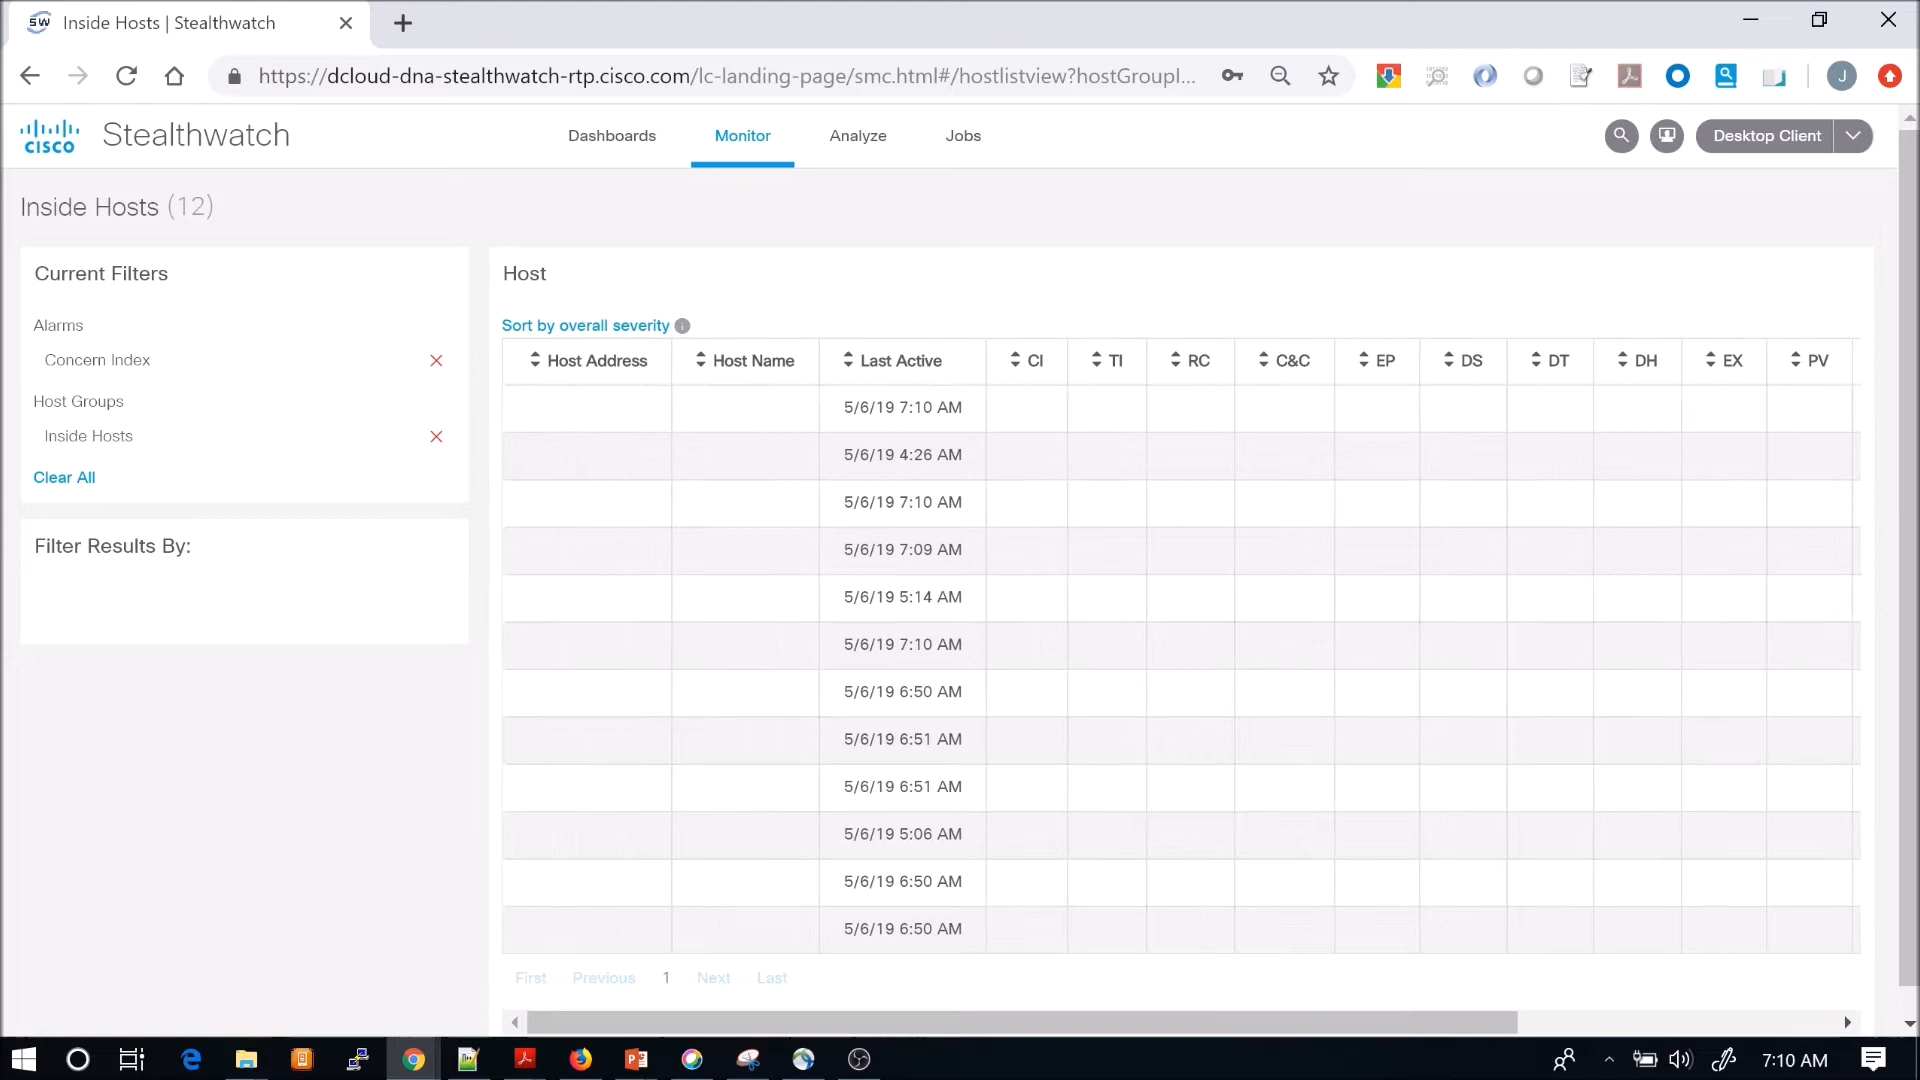 SW Inside Hosts | Stealthwatch
https://dcloud-dna-stealthwatch-rtp.cisco.com/lc-landing-page/smc.html#/hostlistview?hostGroupI...
J
CISCO Stealthwatch
Dashboards Monitor Analyze Jobs
Desktop Client
Inside Hosts (12)
Current Filters
Alarms
Concern Index
Host Groups
Inside Hosts
Clear All
Filter Results By:
Host
Sort by overall severity
Host Address Host Name Last Active CI TI RC C&C EP DS DT DH EX PV
5/6/19 7:10 AM
5/6/19 4:26 AM
5/6/19 7:10 AM
5/6/19 7:09 AM
5/6/19 5:14 AM
5/6/19 7:10 AM
5/6/19 6:50 AM
5/6/19 6:51 AM
5/6/19 6:51 AM
5/6/19 5:06 AM
5/6/19 6:50 AM
5/6/19 6:50 AM
First Previous 1 Next Last
7:10 AM